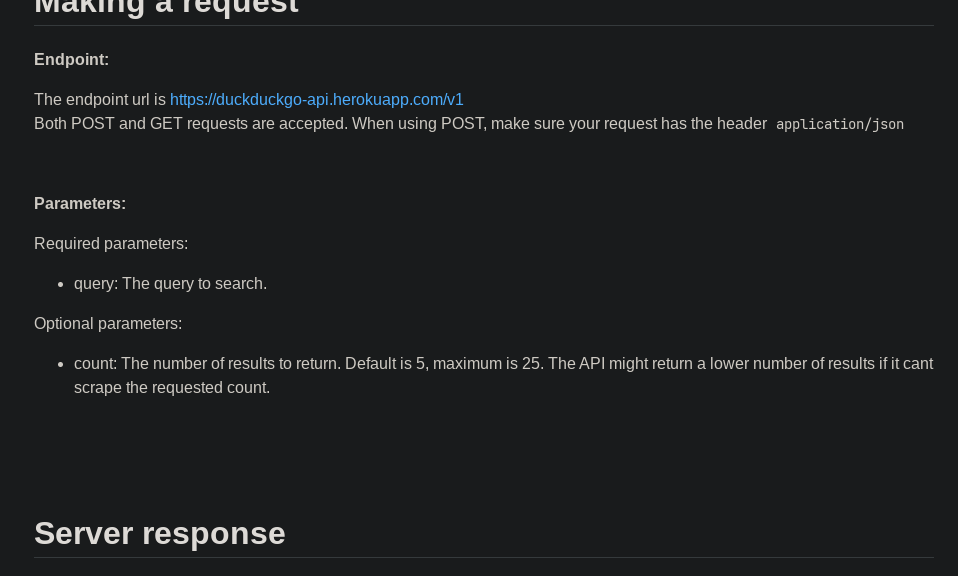 Making a request
Endpoint:
The endpoint url is https://duckduckgo-api.herokuapp.com/v1
Both POST and GET requests are accepted. When using POST, make sure your request has the header application/json
Parameters:
Required parameters:
• query: The query to search.
Optional parameters:
• count: The number of results to return. Default is 5, maximum is 25. The API might return a lower number of results if it cant
scrape the requested count.
Server response